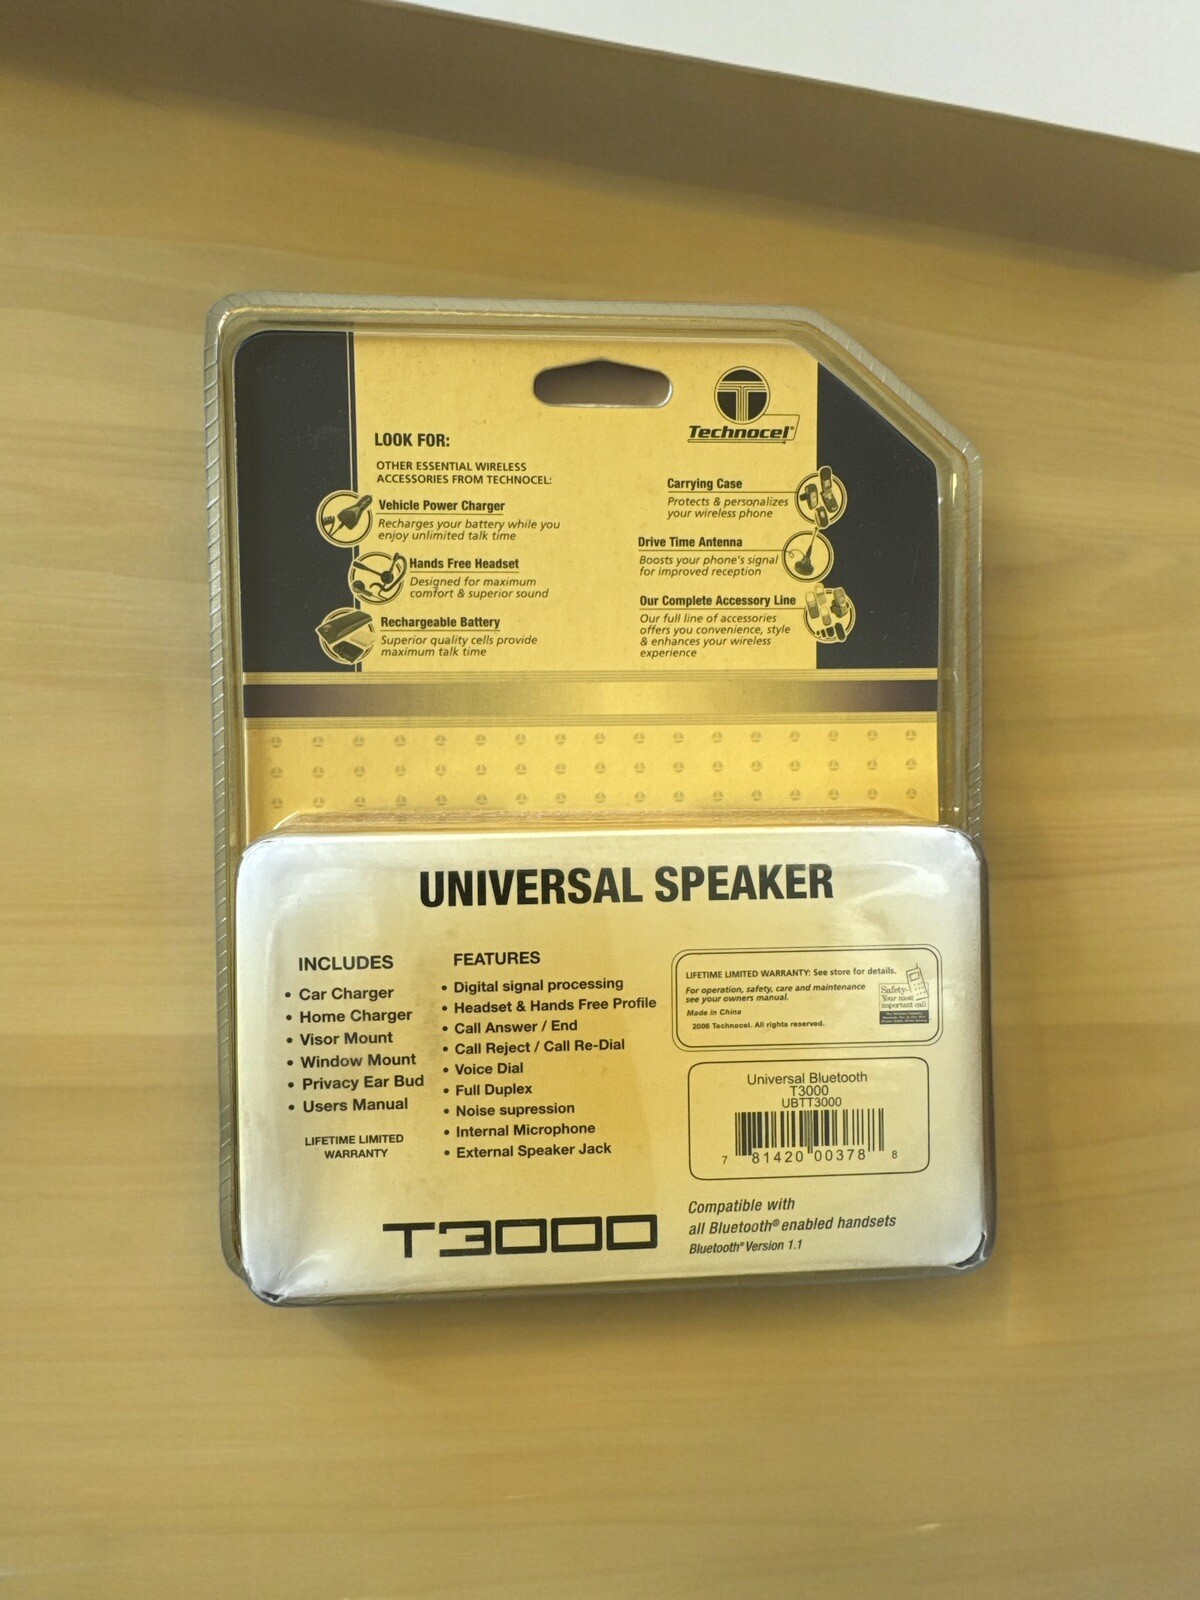 Technocel®
LOOK FOR:
OTHER ESSENTIAL WIRELESS
ACCESSORIES FROM TECHNOCEL:
Vehicle Power Charger
Recharges your battery while you
enjoy unlimited talk time
Hands Free Headset
Designed for maximum
comfort & superior sound
Rechargeable Battery
Superior quality cells provide
maximum talk time
Carrying Case
Protects & personalizes
your wireless phone
Drive Time Antenna
Boosts your phone's signal
for improved reception
Our Complete Accessory Line
Our full line of accessories
offers you convenience, style
& enhances your wireless
experience
UNIVERSAL SPEAKER
INCLUDES
• Car Charger
• Home Charger
• Visor Mount
• Window Mount
• Privacy Ear Bud
• Users Manual
LIFETIME LIMITED
WARRANTY
FEATURES
• Digital signal processing
• Headset & Hands Free Profile
• Call Answer / End
• Call Reject / Call Re-Dial
• Voice Dial
• Full Duplex
• Noise supression
• Internal Microphone
• External Speaker Jack
LIFETIME LIMITED WARRANTY: See store for details.
For operation, safety, care and maintenance
see your owners manual.
Made in China
2006 Technocel. All rights reserved.
Safety
Your most
important call
Universal Bluetooth
T3000
UBTT3000
7 81420 00378 8
T3000
Compatible with
all Bluetooth® enabled handsets
Bluetooth® Version 1.1